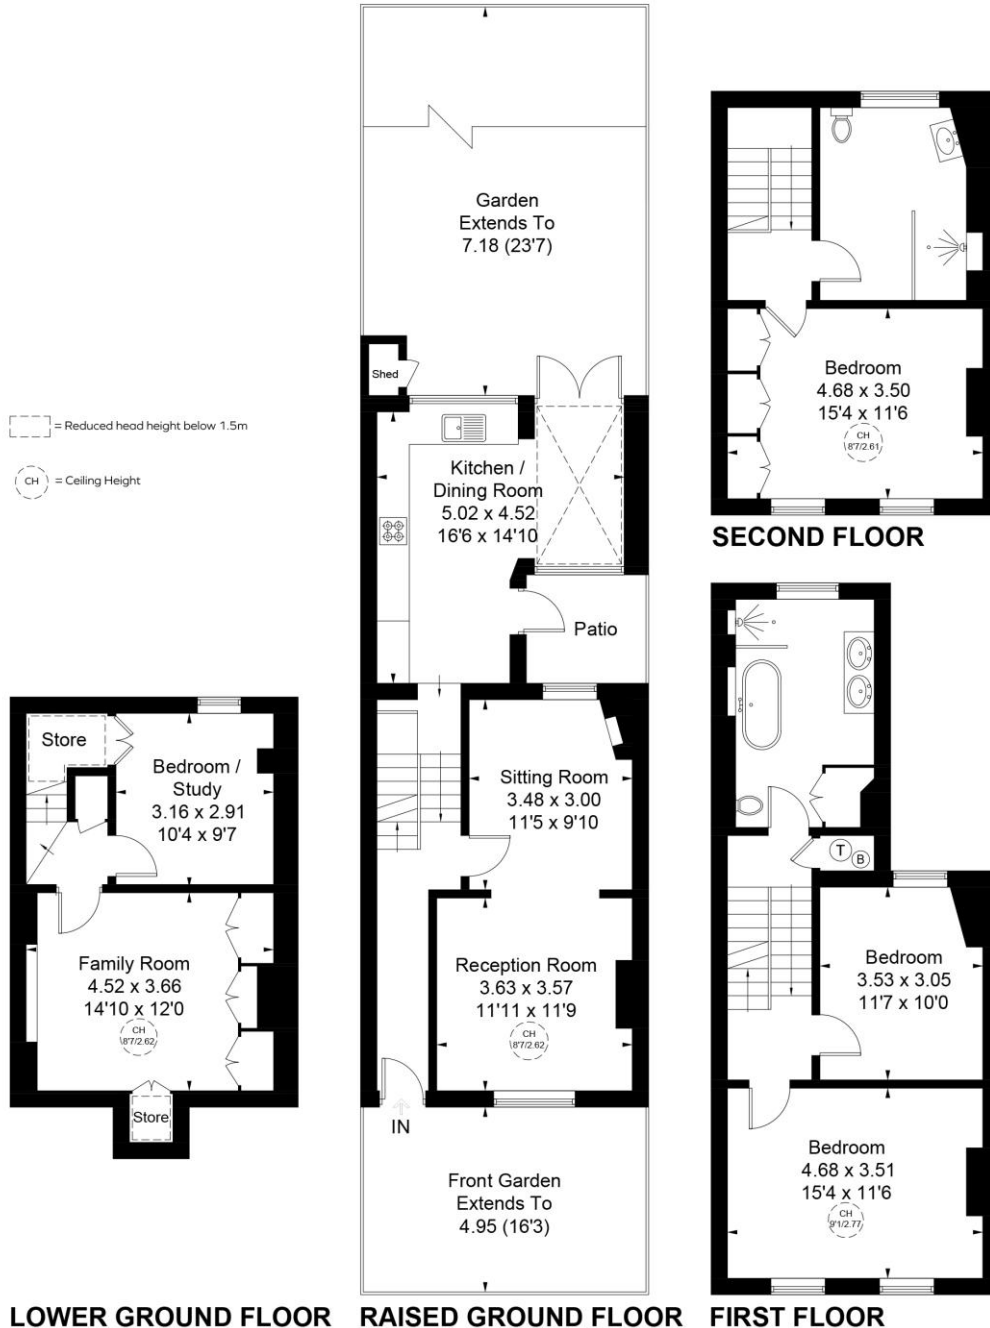 Garden
Extends To
7.18 (23'7)
Shed
Kitchen /
Dining Room
5.02 x 4.52
16'6 x 14'10
Patio
Sitting Room
3.48 x 3.00
11'5 x 9'10
Reception Room
3.63 x 3.57
11'11 x 11'9
CH
8'7/2.62
IN
Front Garden
Extends To
4.95 (16'3)
RAISED GROUND FLOOR
= Reduced head height below 1.5m
CH = Ceiling Height
Store
Bedroom /
Study
3.16 x 2.91
10'4 x 9'7
Family Room
4.52 x 3.66
14'10 x 12'0
CH
8'7/2.62
Store
LOWER GROUND FLOOR
Bedroom
4.68 x 3.50
15'4 x 11'6
CH
8'7/2.61
SECOND FLOOR
T
B
Bedroom
3.53 x 3.05
11'7 x 10'0
Bedroom
4.68 x 3.51
15'4 x 11'6
CH
9'1/2.77
FIRST FLOOR